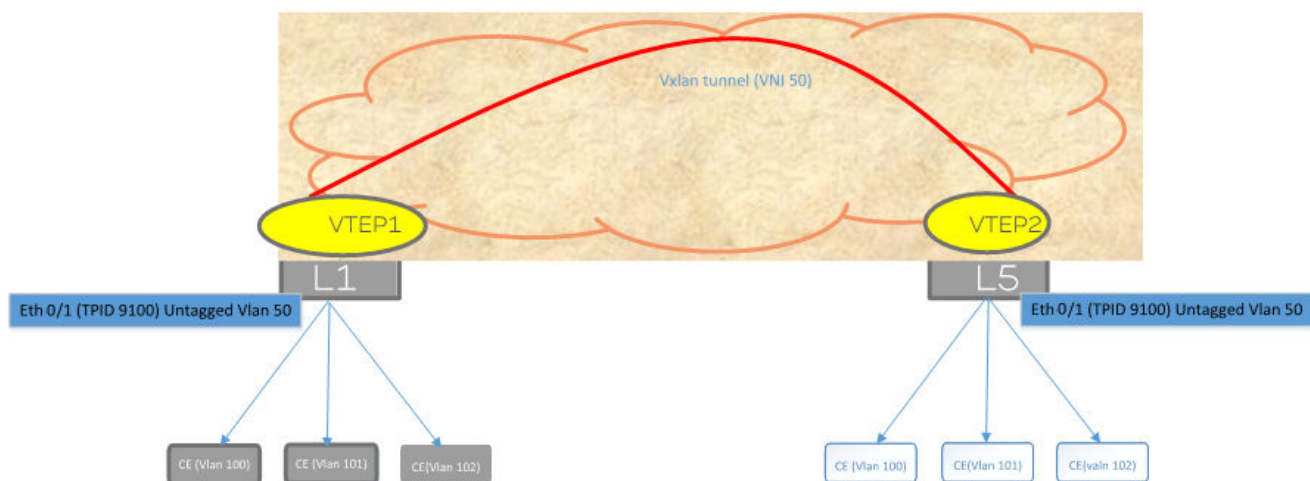 Vxlan tunnel (VNI 50)
VTEP1
VTEP2
L1
L5
Eth 0/1 (TPID 9100) Untagged Vlan 50
Eth 0/1 (TPID 9100) Untagged Vlan 50
CE (Vlan 100)
CE (Vlan 101)
CE(Vlan 102)
CE (Vlan 100)
CE(Vlan 101)
CE(valn 102)